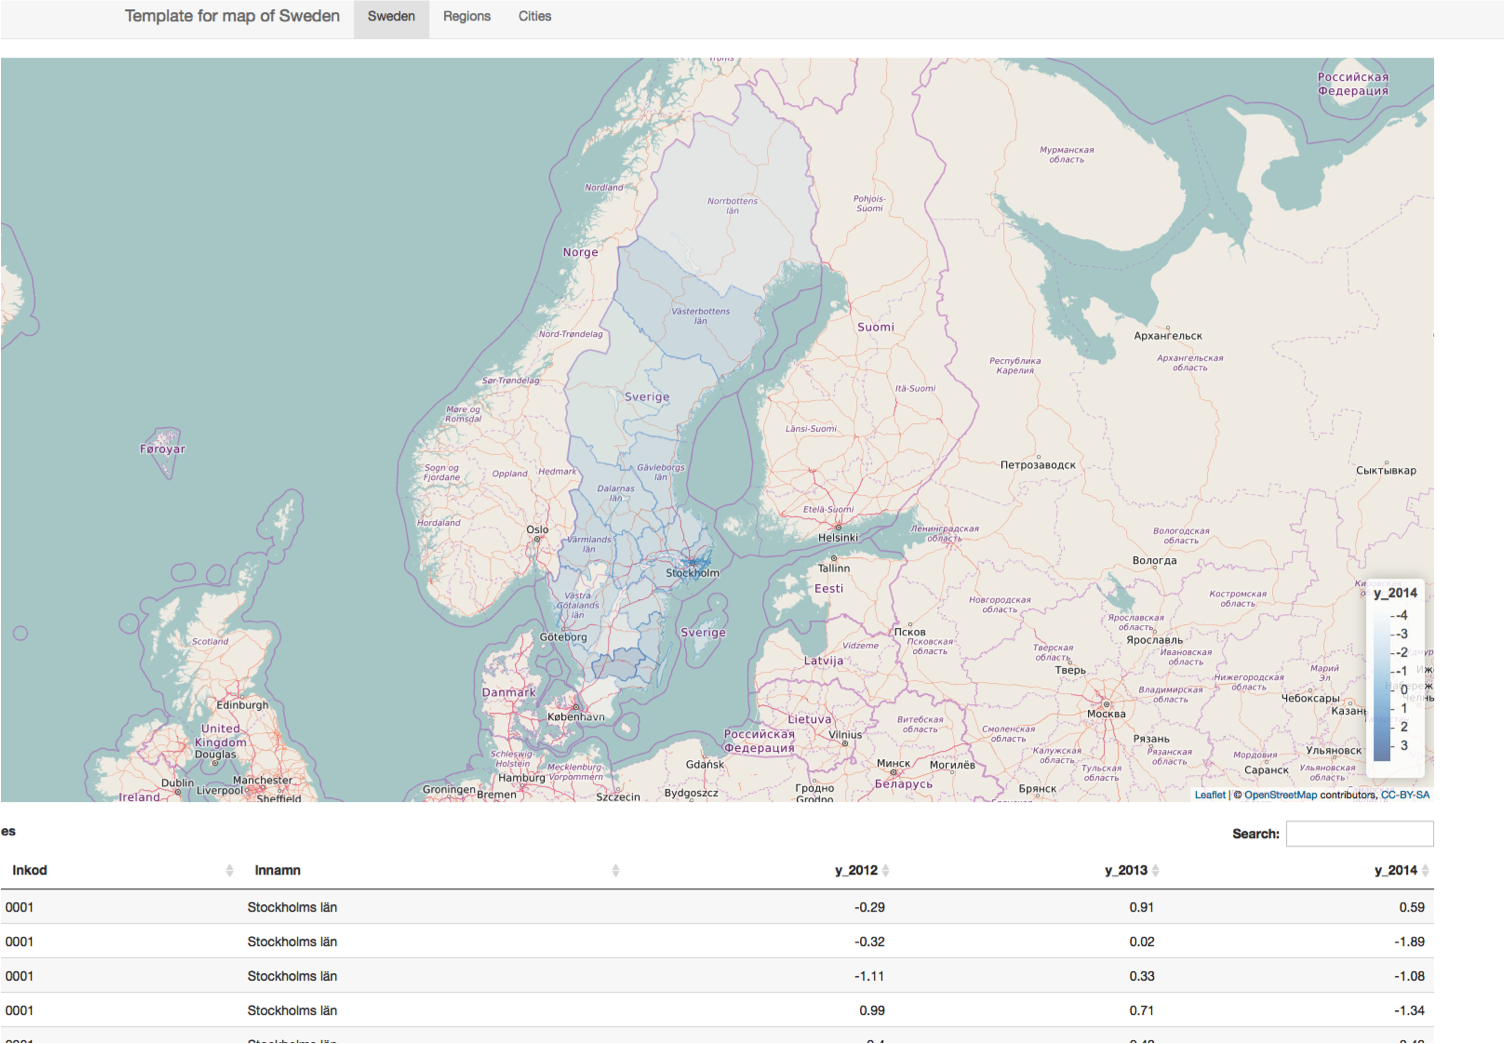 Template for map of Sweden Sweden Regions Cities
Troms
Российская
Федерация
Мурманская
область
Nordland
Norrbottens
län
Pohjois-
Suomi
Norge
Västerbottens
län
Suomi
Nord-Trøndelag
Архангельск
Архангельская
область
Республика
Карелия
Sør-Trøndelag
Itä-Suomi
Sverige
Møre og
Romsdal
Länsi-Suomi
Føroyar
Sogn og
Fjordane
Oppland
Hedmark
Gävleborgs
län
Петрозаводск
Сыктывкар
Dalarnas
län
Etelä-Suomi
Hordaland
Oslo
Helsinki
Ленинградская
область
Вологодская
область
Värmlands
län
Stockholm
Tallinn
Вологда
Eesti
y_2014
-4
-3
-2
-1
0
1
2
3
Västra
Götalands
län
Новгородская
область
Костромская
область
Ярославская
область
Ярославль
Göteborg
Sverige
Псков
Псковская
область
Vidzeme
Scotland
Latvija
Тверская
область
Тверь
Ивановская
область
Нижегородская
область
Марий
Эл
Владимирская
область
Чебоксары
Казань
Danmark
København
Edinburgh
Москва
Lietuva
Витебская
область
Смоленская
область
United
Kingdom
Douglas
Российская
Федерация
Vilnius
Рязань
Рязанская
область
Калужская
область
Мордовия
Ульяновск
Ульяновская
область
Саранск
Schleswig-
Holstein
Mecklenburg-
Vorpommern
Hamburg
Gdańsk
Минск
Могилёв
Беларусь
Тульская
область
Dublin
Liverpool
Manchester
Sheffield
Ireland
Groningen
Bremen
Szczecin
Bydgoszcz
Гродно
Grodno
Брянск
Leaflet | © OpenStreetMap contributors, CC-BY-SA
es Search:
lnkod lnnamn y_2012 y_2013 y_2014
0001 Stockholms län -0.29 0.91 0.59
0001 Stockholms län -0.32 0.02 -1.89
0001 Stockholms län -1.11 0.33 -1.08
0001 Stockholms län 0.99 0.71 -1.34